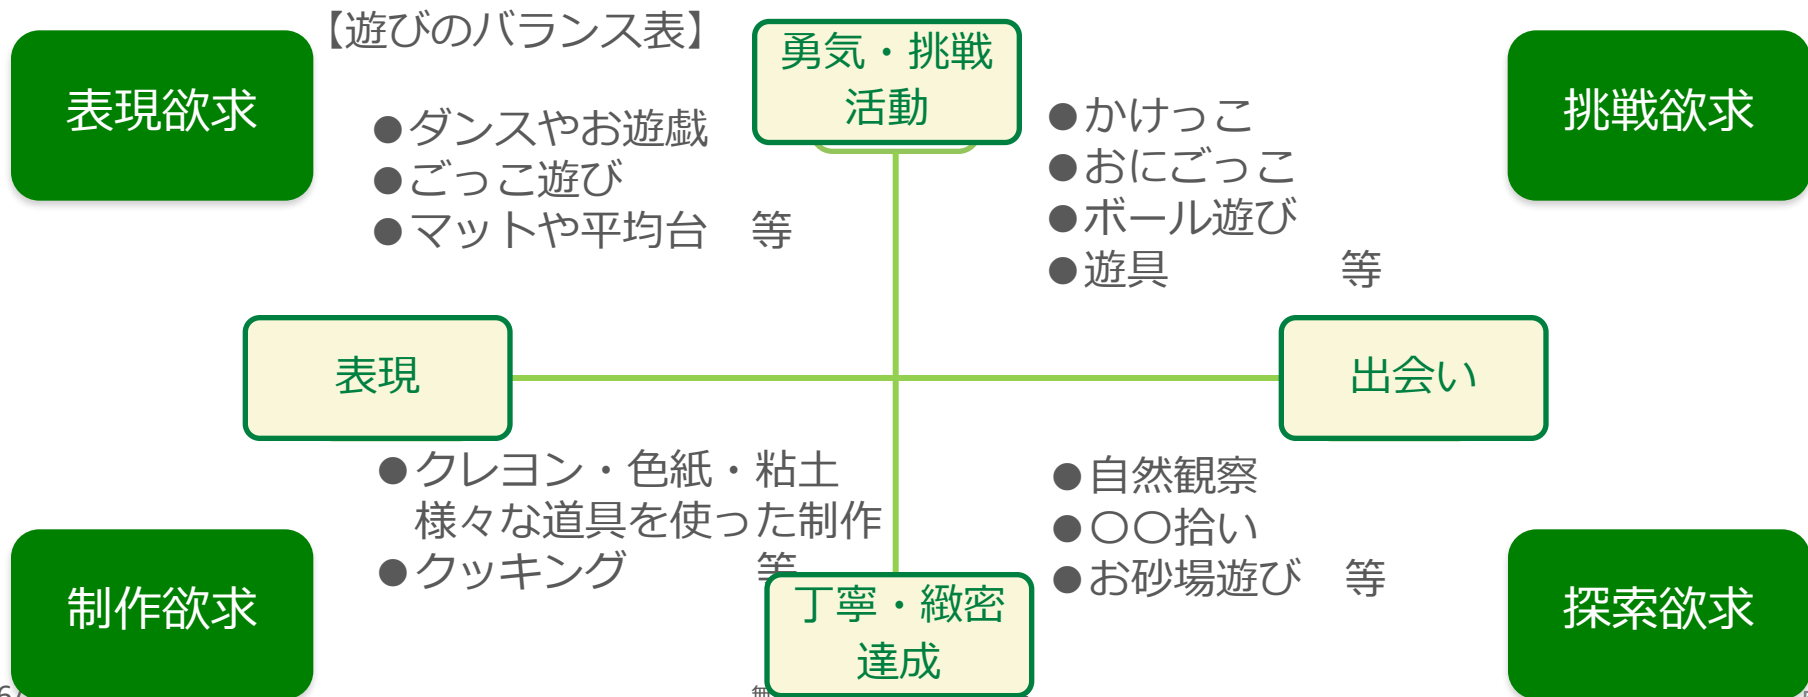 【遊びのバランス表】
勇気・挑戦
活動
表現欲求
挑戦欲求
●ダンスやお遊戯
●ごっこ遊び
●マットや平均台　等
●かけっこ
●おにごっこ
●ボール遊び
●遊具　　　　等
表現
出会い
●クレヨン・色紙・粘土
様々な道具を使った制作
●クッキング　　　等
●自然観察
●〇〇拾い
●お砂場遊び　等
制作欲求
丁寧・緻密
達成
探索欲求